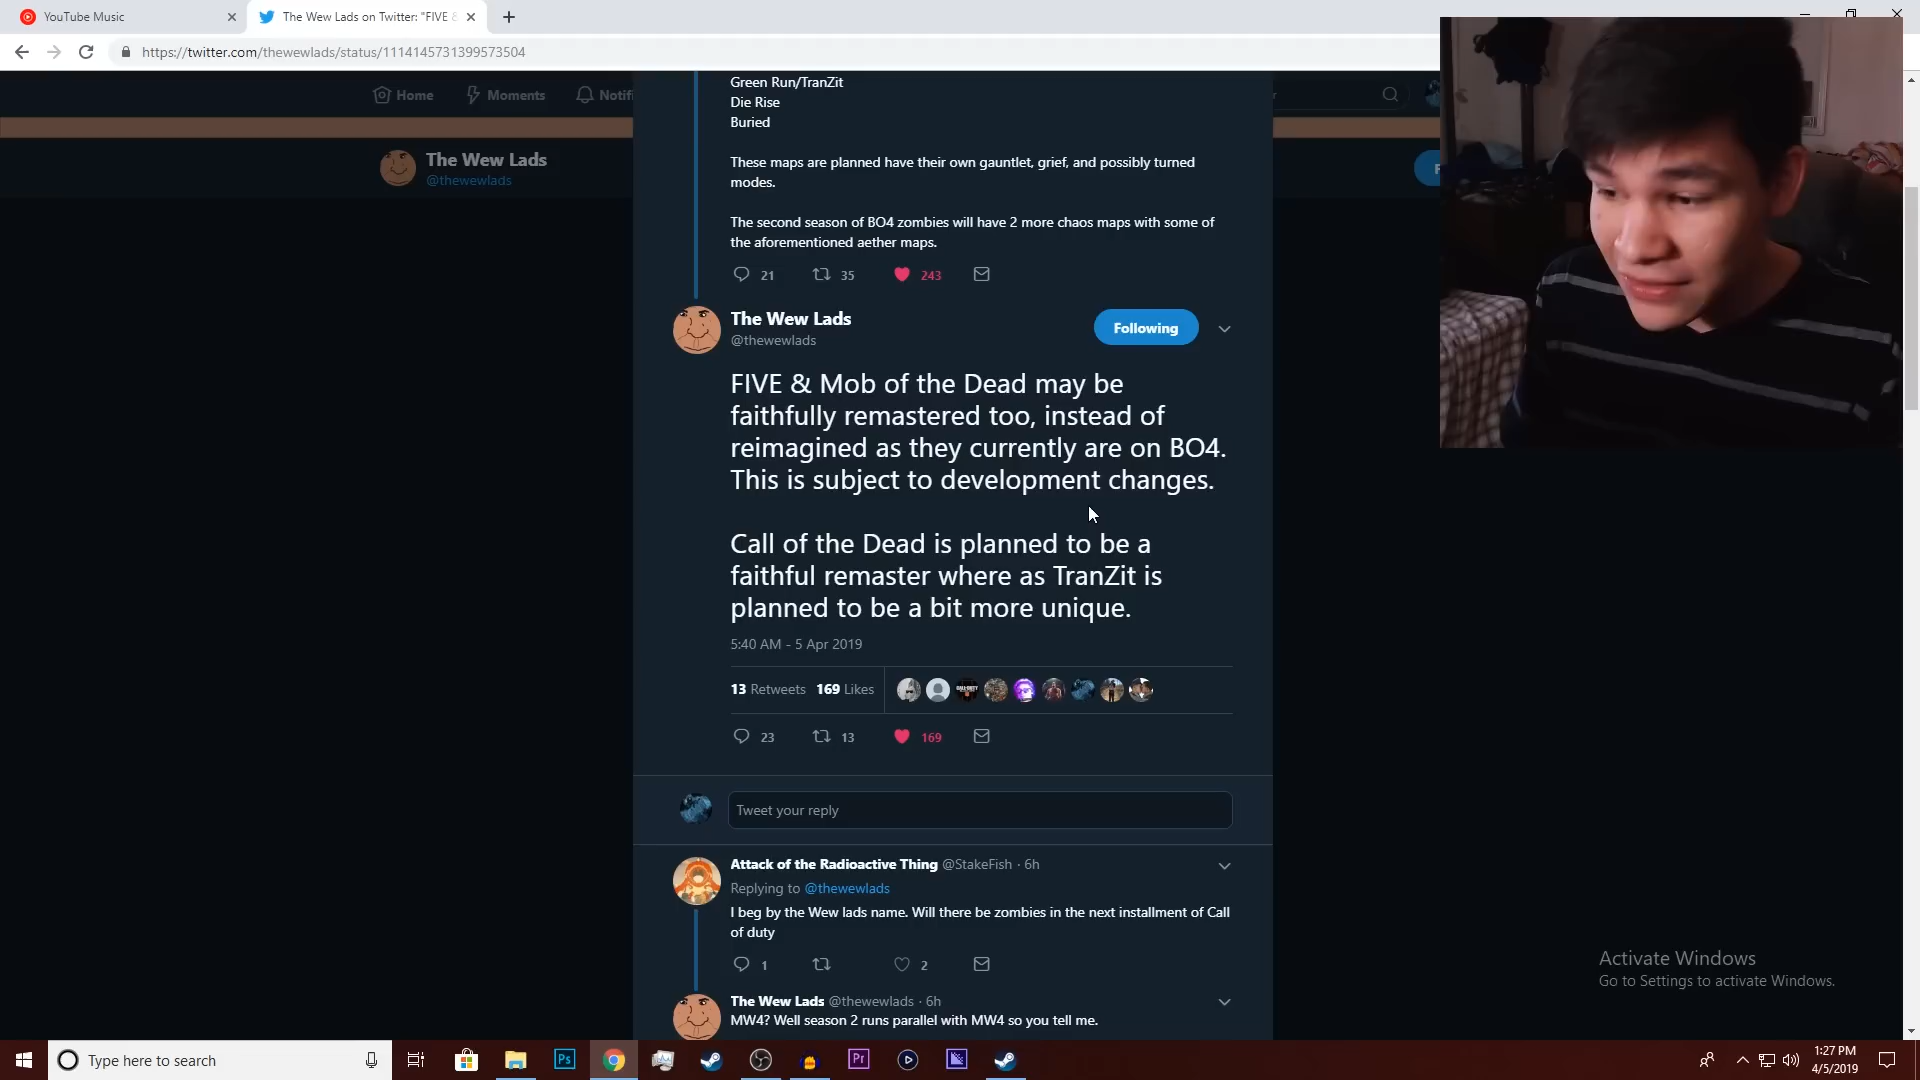 YouTube Music
The Wew Lads on Twitter: "FIVE &
https://twitter.com/thewewlads/status/1114145731399573504
Home
Moments
Notifi
The Wew Lads
@thewewlads
Green Run/TranZit
Die Rise
Buried
These maps are planned have their own gauntlet, grief, and possibly turned
modes.
The second season of BO4 zombies will have 2 more chaos maps with some of
the aforementioned aether maps.
21 35 243
The Wew Lads
@thewewlads
Following
FIVE & Mob of the Dead may be
faithfully remastered too, instead of
reimagined as they currently are on BO4.
This is subject to development changes.
Call of the Dead is planned to be a
faithful remaster where as TranZit is
planned to be a bit more unique.
5:40 AM - 5 Apr 2019
13 Retweets 169 Likes
23 13 169
Tweet your reply
Attack of the Radioactive Thing @StakeFish · 6h
Replying to @thewewlads
I beg by the Wew lads name. Will there be zombies in the next installment of Call
of duty
1 2
The Wew Lads @thewewlads · 6h
MW4? Well season 2 runs parallel with MW4 so you tell me.
Activate Windows
Go to Settings to activate Windows.
Type here to search
Ps
Pr
1:27 PM
4/5/2019